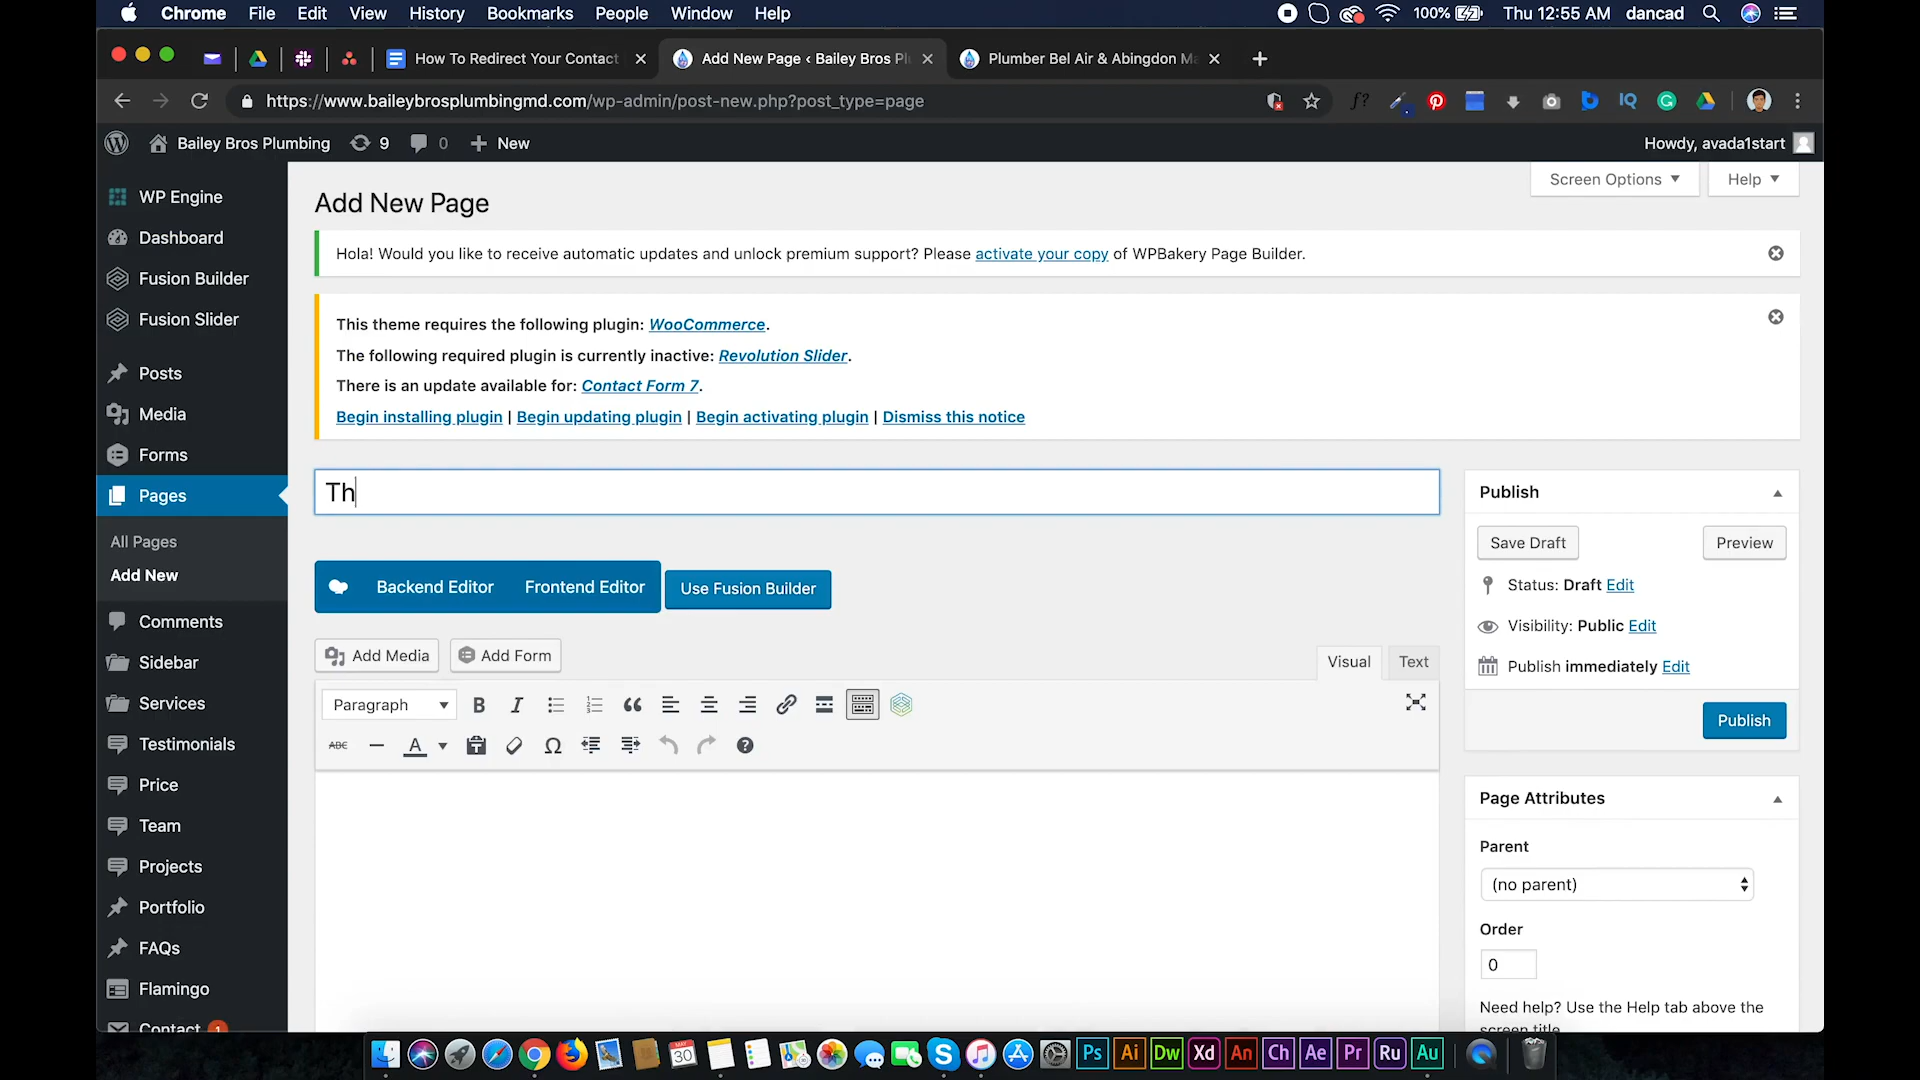 Chrome File Edit View History Bookmarks People Window Help
100% Thu 12:55 AM dancad
How To Redirect Your Contact
Add New Page ‹ Bailey Bros Pl
Plumber Bel Air & Abingdon Ma
https://www.baileybrosplumbingmd.com/wp-admin/post-new.php?post_type=page
f? IQ
Bailey Bros Plumbing 9 0 New
Howdy, avada1start
WP Engine
Dashboard
Fusion Builder
Fusion Slider
Posts
Media
Forms
Pages
All Pages
Add New
Comments
Sidebar
Services
Testimonials
Price
Team
Projects
Portfolio
FAQs
Flamingo
Contact 1
Screen Options
Help
Add New Page
Hola! Would you like to receive automatic updates and unlock premium support? Please activate your copy of WPBakery Page Builder.
This theme requires the following plugin: WooCommerce.
The following required plugin is currently inactive: Revolution Slider.
There is an update available for: Contact Form 7.
Begin installing plugin | Begin updating plugin | Begin activating plugin | Dismiss this notice
Th
Backend Editor
Frontend Editor
Use Fusion Builder
Add Media
Add Form
Visual
Text
Paragraph
B I
ABC A Ω
Publish
Save Draft
Preview
Status: Draft Edit
Visibility: Public Edit
Publish immediately Edit
Publish
Page Attributes
Parent
(no parent)
Order
0
Need help? Use the Help tab above the
screen title.
MAY
30
Ps Ai Dw Xd An Ch Ae Pr Ru Au